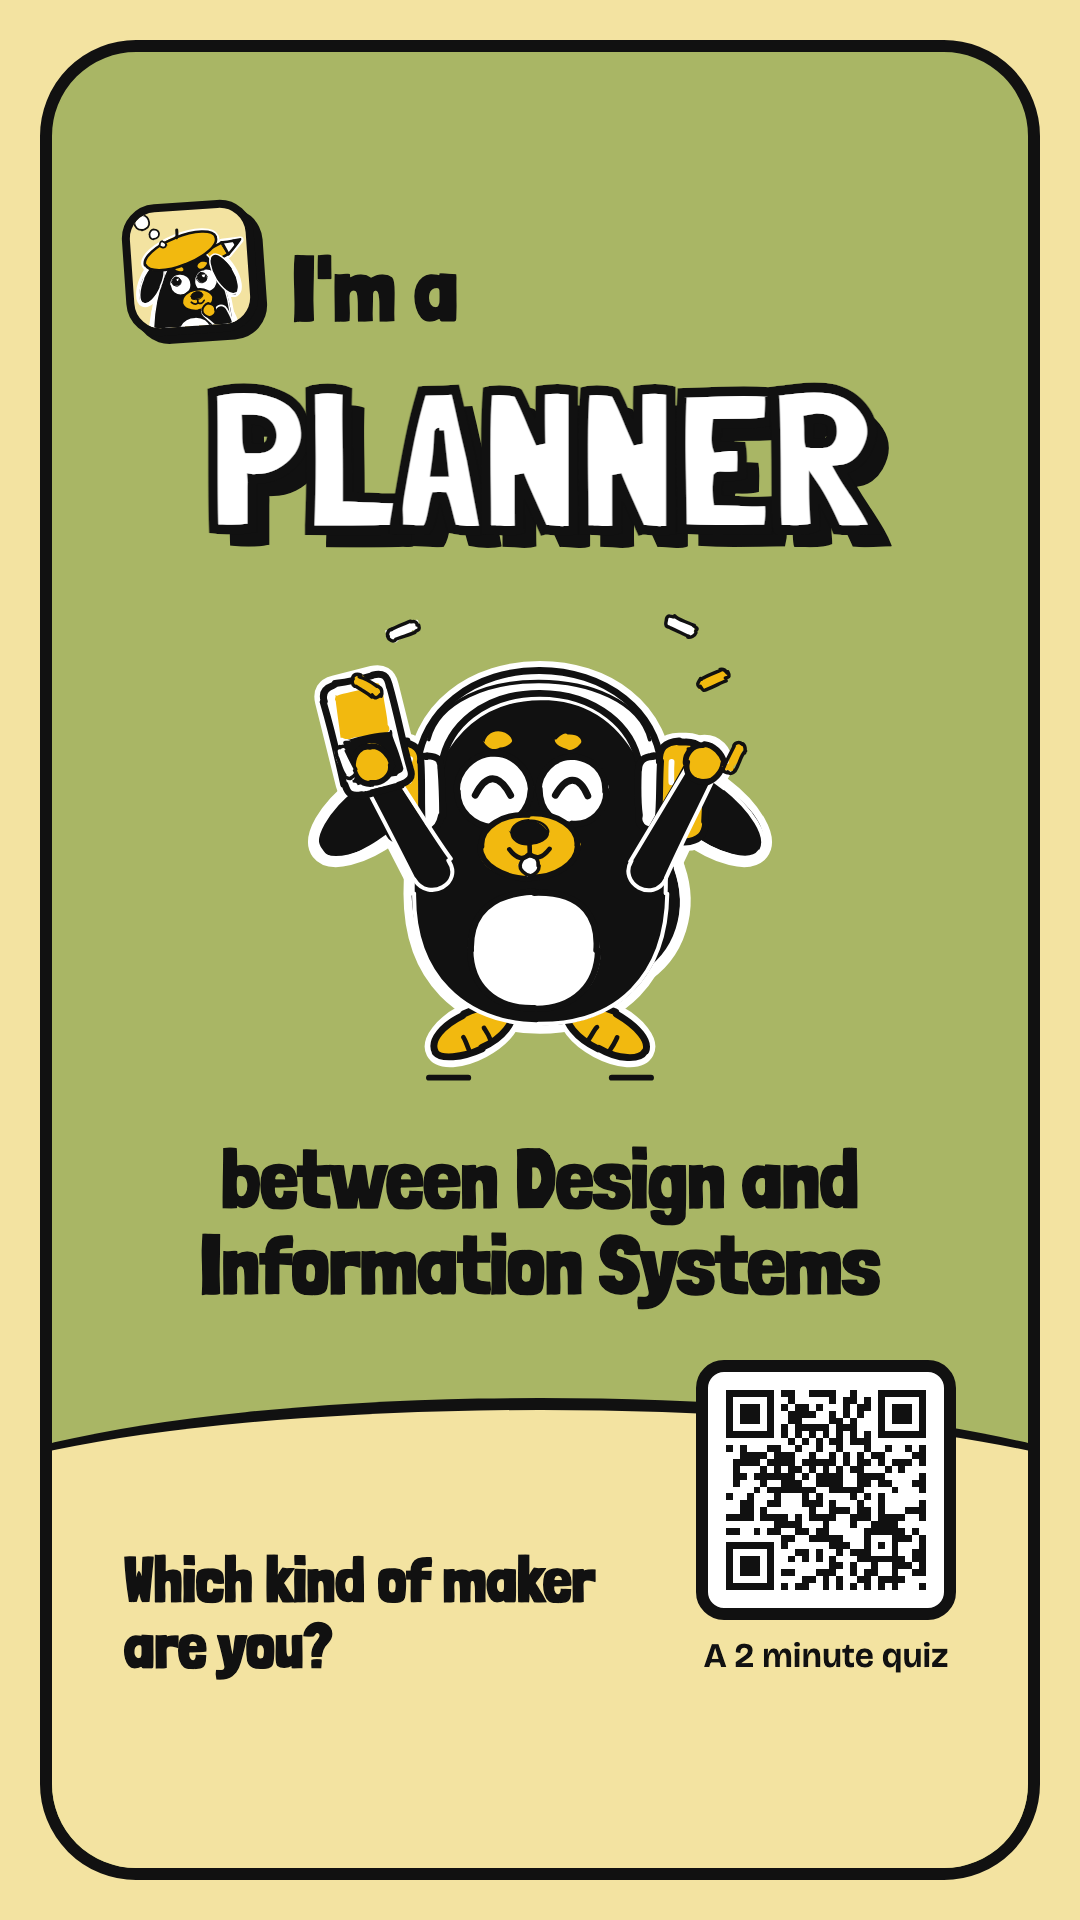 I'm a
PLANNER
between Design and
Information Systems
Which kind of maker
are you?
A 2 minute quiz